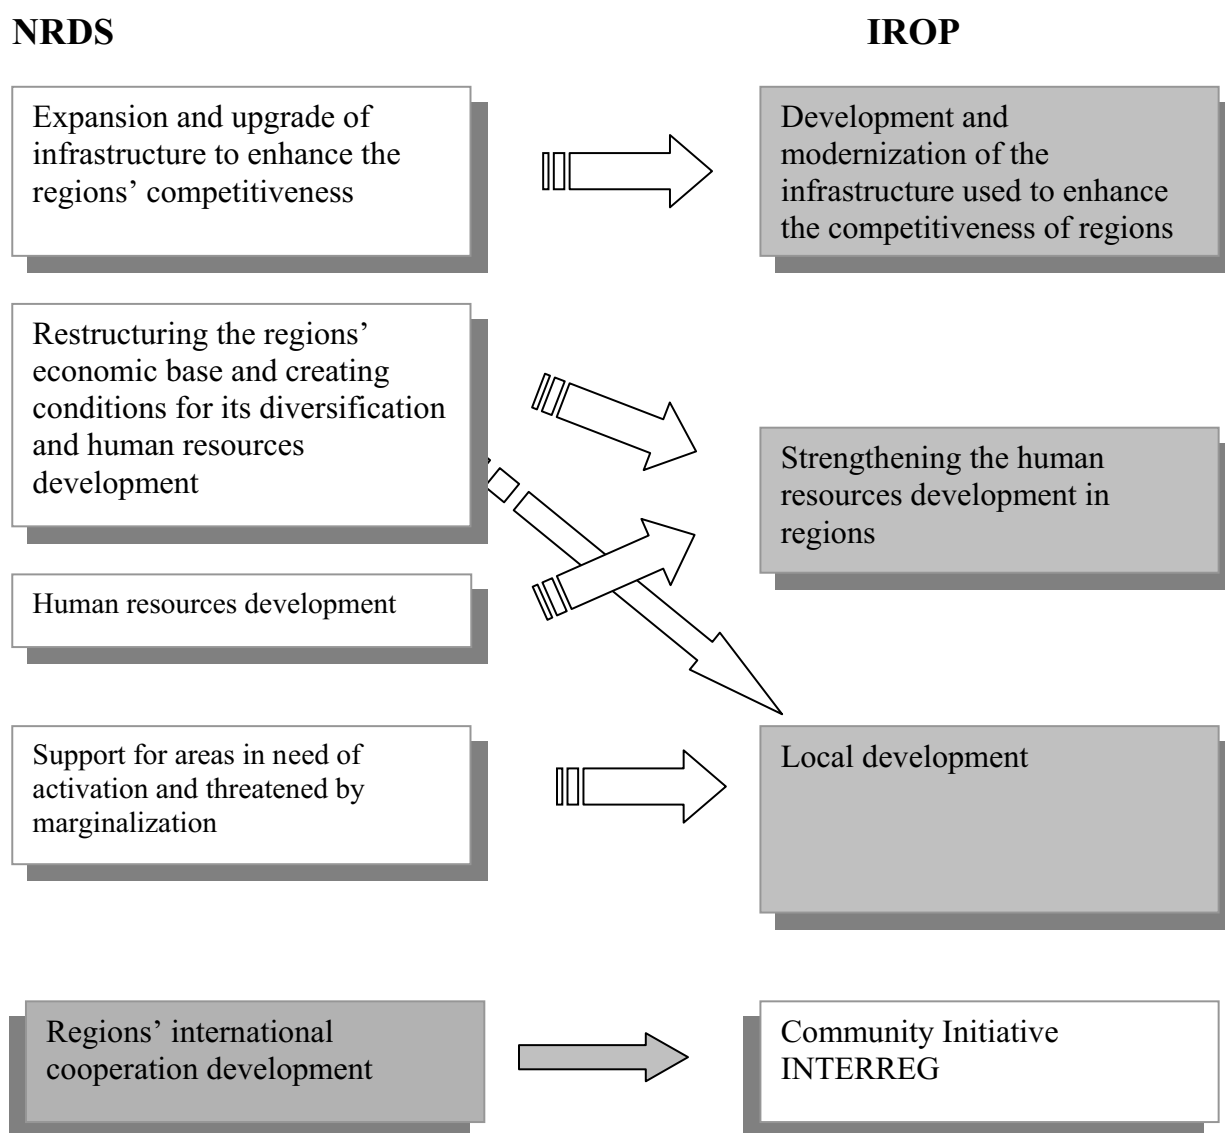 NRDS
IROP
Expansion and upgrade of
infrastructure to enhance the
regions’ competitiveness
Development and
modernization of the
infrastructure used to enhance
the competitiveness of regions
Restructuring the regions’
economic base and creating
conditions for its diversification
and human resources
development
Strengthening the human
resources development in
regions
Human resources development
Support for areas in need of
activation and threatened by
marginalization
Local development
Regions’ international
cooperation development
Community Initiative
INTERREG